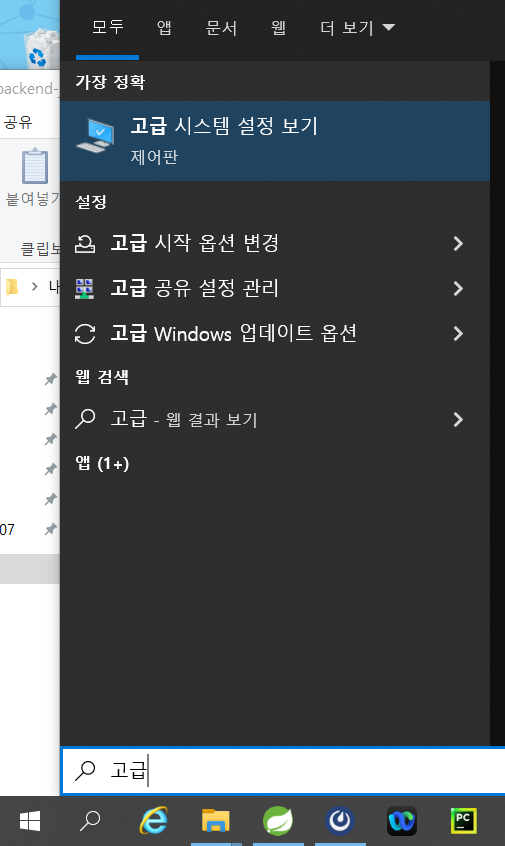 모두 앱 문서 웹 더 보기
backend-
가장 정확
공유
고급 시스템 설정 보기
제어판
붙여넣기
설정
클립보
고급 시작 옵션 변경
내
고급 공유 설정 관리
고급 Windows 업데이트 옵션
웹 검색
고급 - 웹 결과 보기
앱 (1+)
07
고급
PC